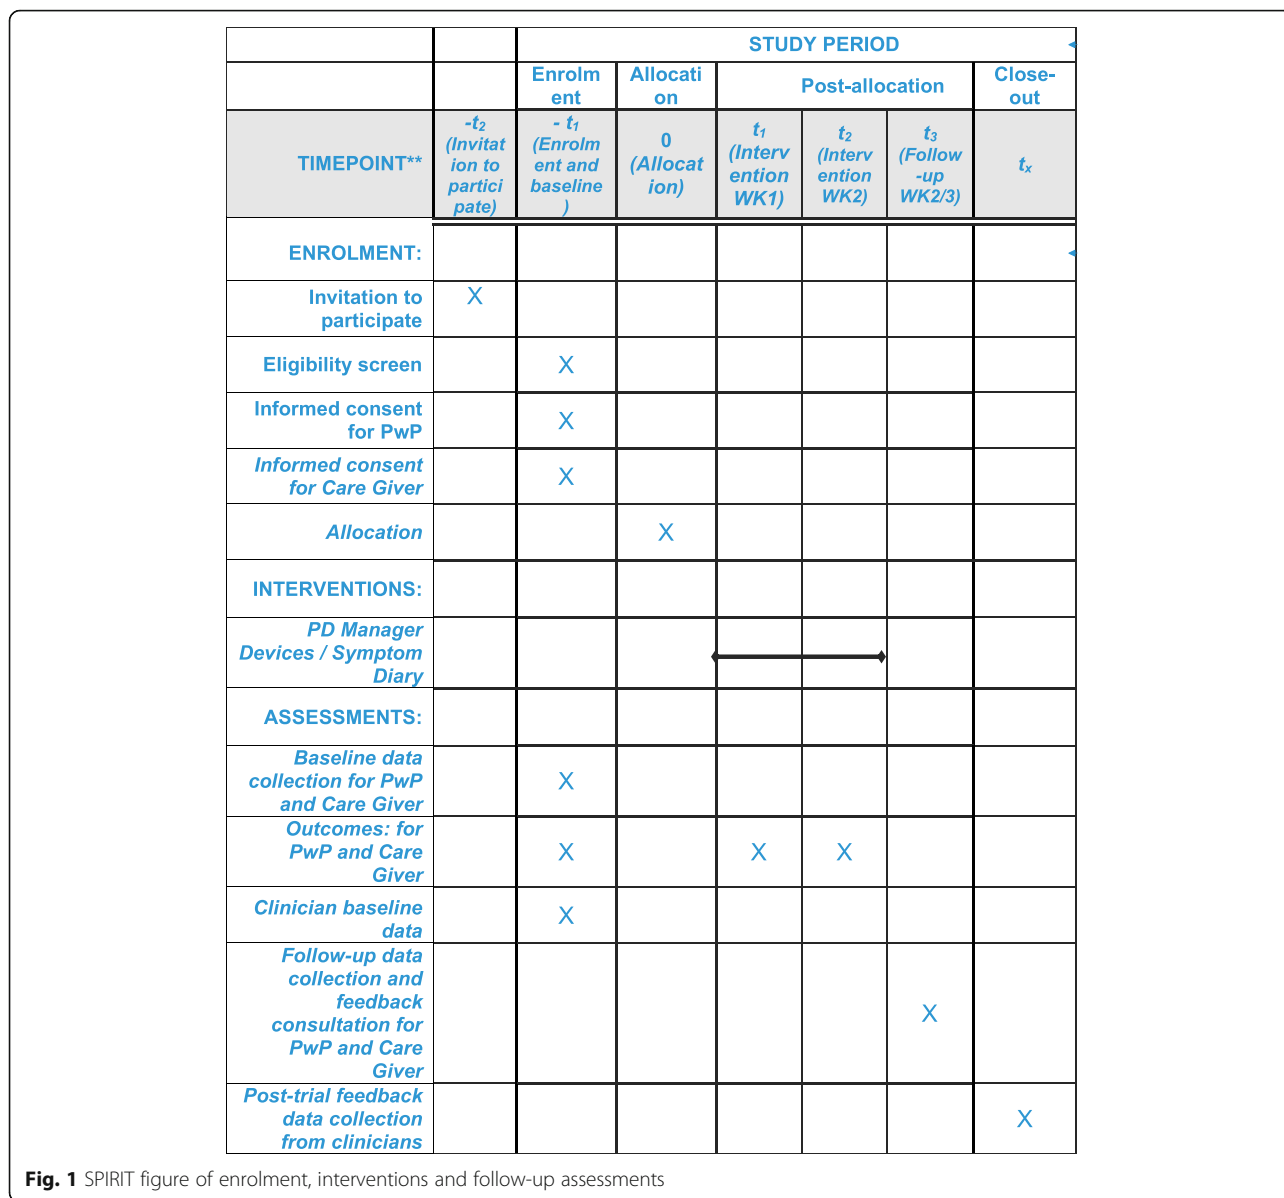 STUDY PERIOD
Enrolm
ent
Allocati
on
Post-allocation
Close-
out
TIMEPOINT**
-t2
(Invitat
ion to
partici
pate)
- t1
(Enrolm
ent and
baseline
)
0
(Allocat
ion)
t1
(Interv
ention
WK1)
t2
(Interv
ention
WK2)
t3
(Follow
-up
WK2/3)
tx
ENROLMENT:
Invitation to
participate
X
Eligibility screen
X
Informed consent
for PwP
X
Informed consent
for Care Giver
X
Allocation
X
INTERVENTIONS:
PD Manager
Devices / Symptom
Diary
ASSESSMENTS:
Baseline data
collection for PwP
and Care Giver
X
Outcomes: for
PwP and Care
Giver
X
X
X
Clinician baseline
data
X
Follow-up data
collection and
feedback
consultation for
PwP and Care
Giver
X
Post-trial feedback
data collection
from clinicians
X
Fig. 1 SPIRIT figure of enrolment, interventions and follow-up assessments